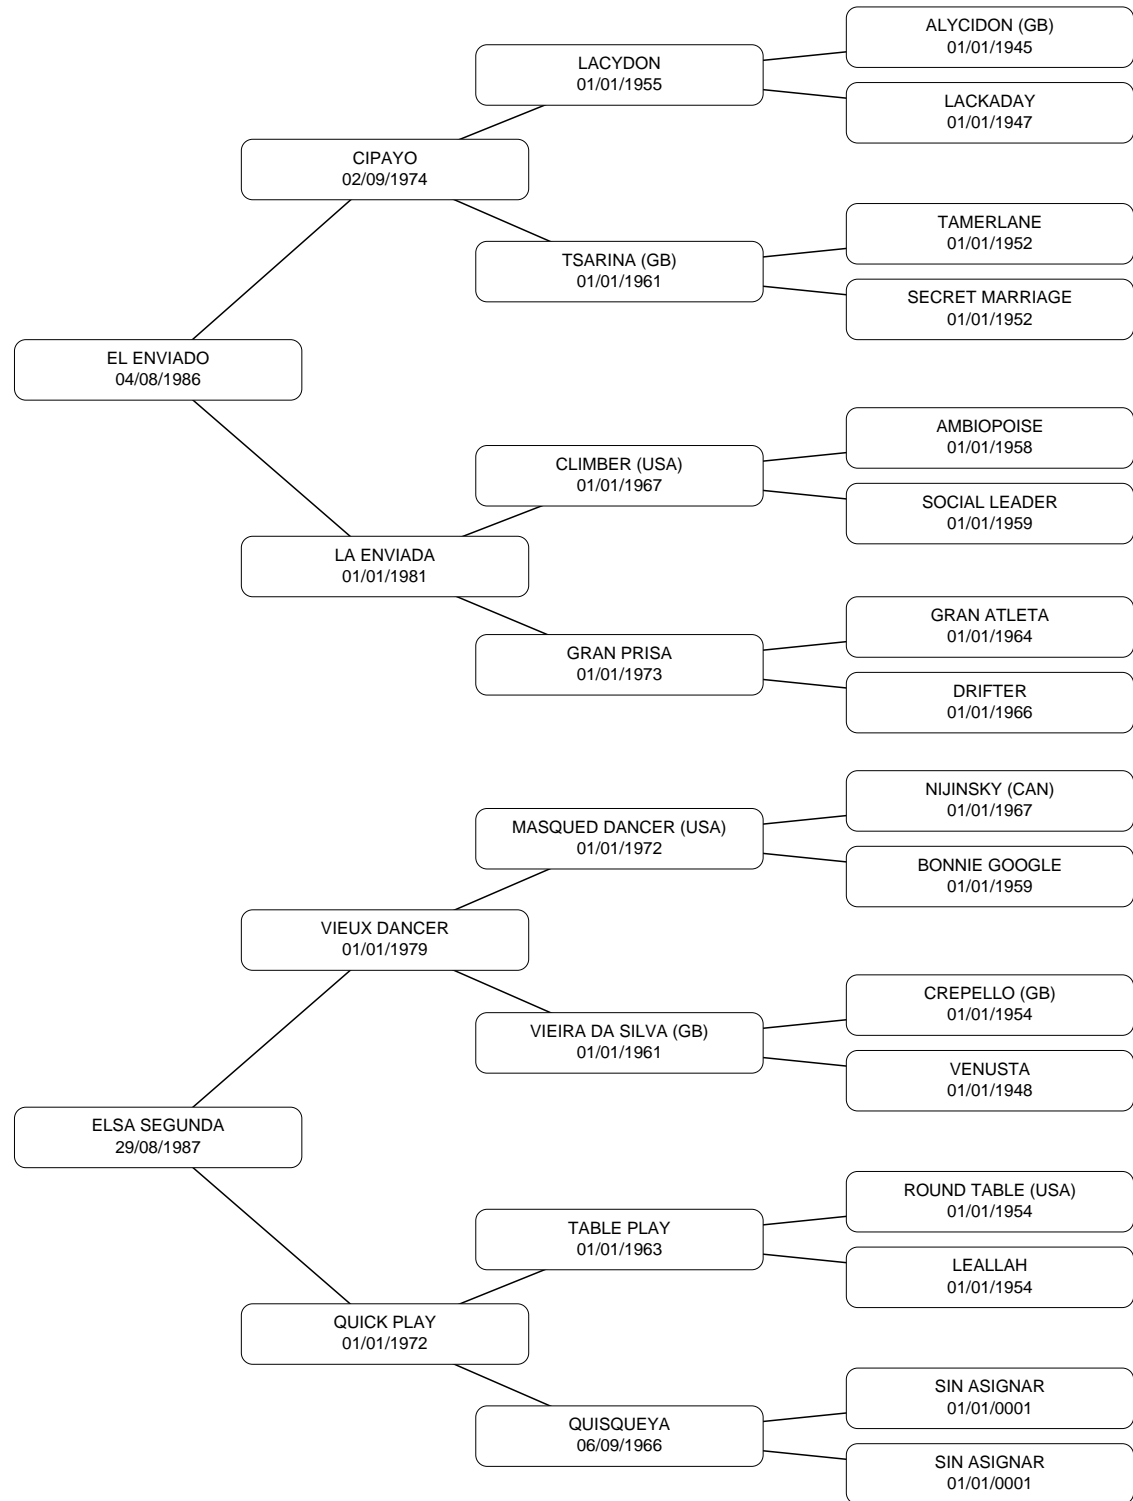 ALYCIDON (GB)
01/01/1945
LACYDON
01/01/1955
LACKADAY
01/01/1947
CIPAYO
02/09/1974
TAMERLANE
01/01/1952
TSARINA (GB)
01/01/1961
SECRET MARRIAGE
01/01/1952
EL ENVIADO
04/08/1986
AMBIOPOISE
01/01/1958
CLIMBER (USA)
01/01/1967
SOCIAL LEADER
01/01/1959
LA ENVIADA
01/01/1981
GRAN ATLETA
01/01/1964
GRAN PRISA
01/01/1973
DRIFTER
01/01/1966
NIJINSKY (CAN)
01/01/1967
MASQUED DANCER (USA)
01/01/1972
BONNIE GOOGLE
01/01/1959
VIEUX DANCER
01/01/1979
CREPELLO (GB)
01/01/1954
VIEIRA DA SILVA (GB)
01/01/1961
VENUSTA
01/01/1948
ELSA SEGUNDA
29/08/1987
ROUND TABLE (USA)
01/01/1954
TABLE PLAY
01/01/1963
LEALLAH
01/01/1954
QUICK PLAY
01/01/1972
SIN ASIGNAR
01/01/0001
QUISQUEYA
06/09/1966
SIN ASIGNAR
01/01/0001